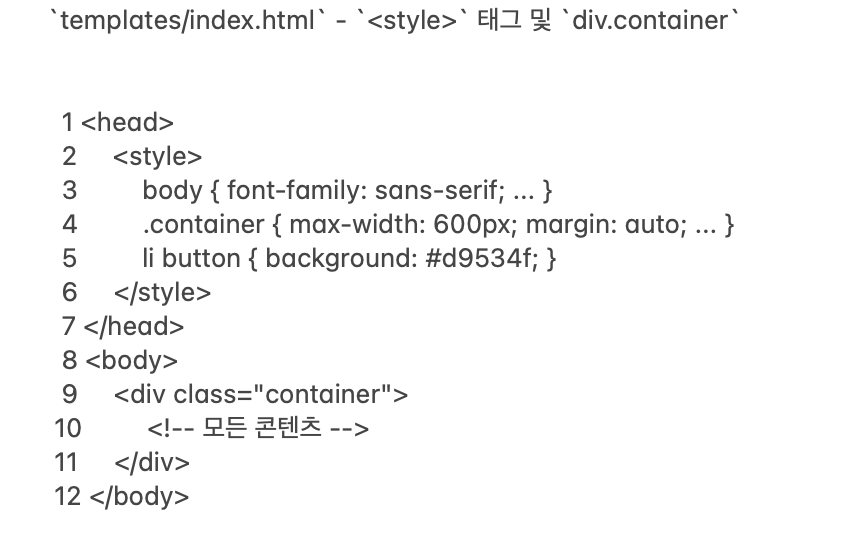 `templates/index.html` - `<style>` 태그 및 `div.container`
1 <head>
2 <style>
3 body { font-family: sans-serif; ... }
4 .container { max-width: 600px; margin: auto; ... }
5 li button { background: #d9534f; }
6 </style>
7 </head>
8 <body>
9 <div class="container">
10 <!-- 모든 콘텐츠 -->
11 </div>
12 </body>